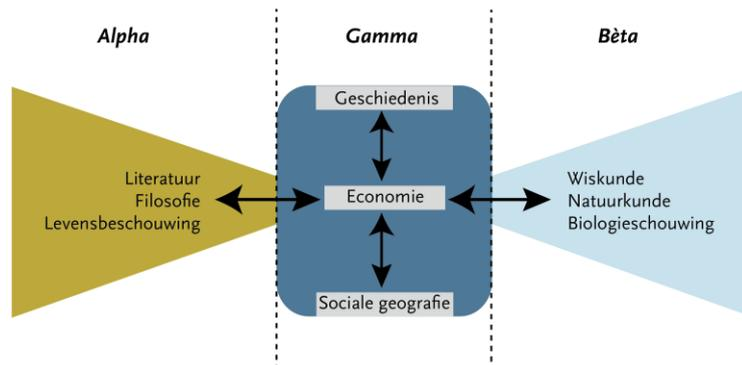 Alpha
Gamma
Bèta
Geschiedenis
Literatuur
Filosofie
Levensbeschouwing
Economie
Wiskunde
Natuurkunde
Biologieschouwing
Sociale geografie